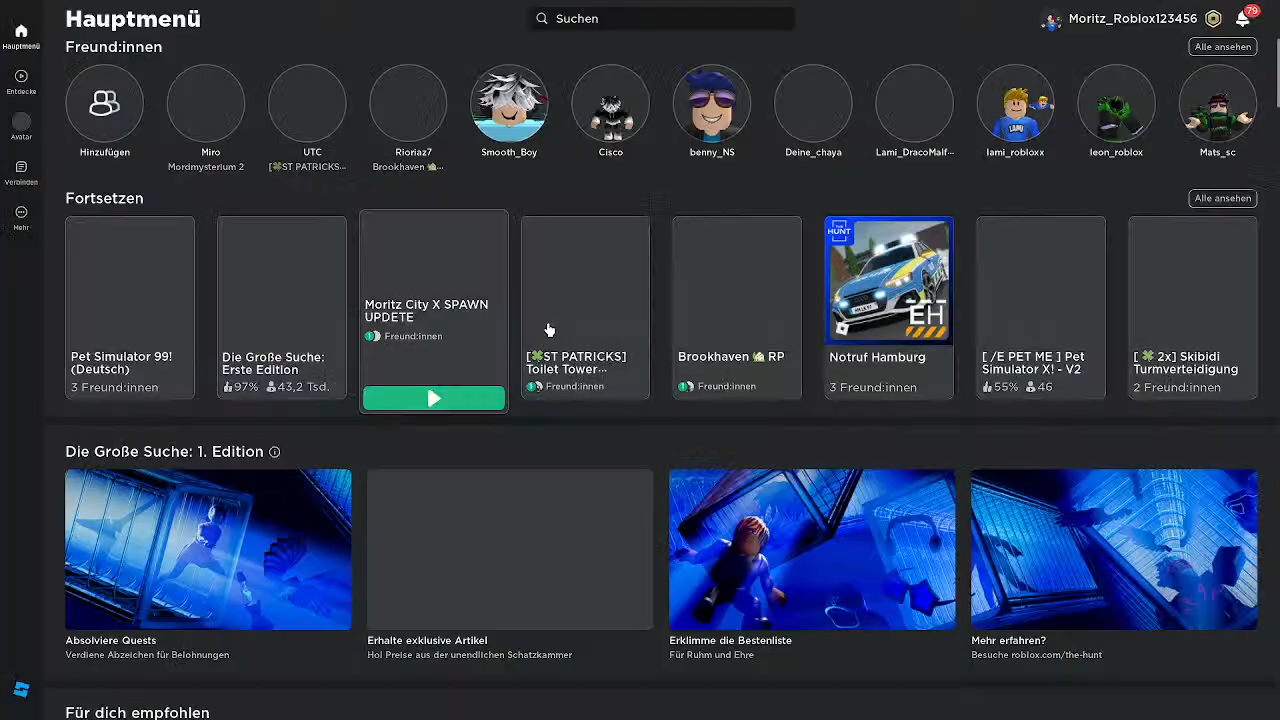 Hauptmenü
Suchen
Moritz_Roblox123456
79
Hauptmenü
Entdecke
Avatar
Verbinden
Mehr
Freund:innen
Alle ansehen
Hinzufügen
Miro
Mordmysterium 2
UTC
[🍀ST PATRICKS···
Rioriaz7
Brookhaven 🏡···
Smooth_Boy
Cisco
benny_NS
Deine_chaya
Lami_DracoMalf···
lami_robloxx
leon_roblox
Mats_sc
Fortsetzen
Alle ansehen
Pet Simulator 99!
(Deutsch)
3 Freund:innen
Die Große Suche:
Erste Edition
97% 43,2 Tsd.
Moritz City X SPAWN
UPDETE
Freund:innen
[🍀ST PATRICKS]
Toilet Tower···
Freund:innen
Brookhaven 🏡 RP
Freund:innen
THE
HUNT
EH
Notruf Hamburg
3 Freund:innen
[ /E PET ME ] Pet
Simulator X! - V2
55% 46
[ 🍀 2x] Skibidi
Turmverteidigung
2 Freund:innen
Die Große Suche: 1. Edition
Absolviere Quests
Verdiene Abzeichen für Belohnungen
Erhalte exklusive Artikel
Hol Preise aus der unendlichen Schatzkammer
Erklimme die Bestenliste
Für Ruhm und Ehre
Mehr erfahren?
Besuche roblox.com/the-hunt
Für dich empfohlen